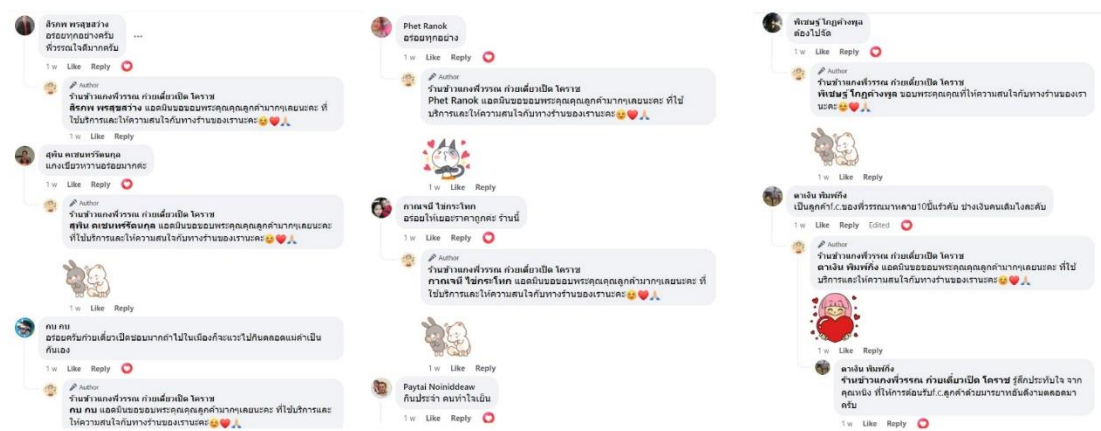 สิรภพ พรสุขสว่าง
อร่อยทุกอย่างครับ
พี่วรรณใจดีมากครับ
1 w Like Reply
Author
ร้านข้าวแกงพี่วรรณ ก๋วยเตี๋ยวเป็ด โคราช
สิรภพ พรสุขสว่าง แอดมินขอขอบพระคุณคุณลูกค้ามากๆเลยนะคะ ที่
ใช้บริการและให้ความสนใจกับทางร้านของเรานะคะ😊❤️🙏🏻
1 w Like Reply
สุพิน คเชนทร์รัตนกุล
แกงเขียวหวานอร่อยมากค่ะ
1 w Like Reply
Author
ร้านข้าวแกงพี่วรรณ ก๋วยเตี๋ยวเป็ด โคราช
สุพิน คเชนทร์รัตนกุล แอดมินขอขอบพระคุณคุณลูกค้ามากๆเลยนะคะ
ที่ใช้บริการและให้ความสนใจกับทางร้านของเรานะคะ😊❤️🙏🏻
1 w Like Reply
กบ กบ
อร่อยครับก๋วยเตี๋ยวเป็ดชอบมากถ้าไปในเมืองก็จะแวะไปกินตลอดแม่ค้าเป็น
กันเอง
1 w Like Reply
Author
ร้านข้าวแกงพี่วรรณ ก๋วยเตี๋ยวเป็ด โคราช
กบ กบ แอดมินขอขอบพระคุณคุณลูกค้ามากๆเลยนะคะ ที่ใช้บริการและ
ให้ความสนใจกับทางร้านของเรานะคะ😊❤️🙏🏻
Phet Ranok
อร่อยทุกอย่าง
1 w Like Reply
Author
ร้านข้าวแกงพี่วรรณ ก๋วยเตี๋ยวเป็ด โคราช
Phet Ranok แอดมินขอขอบพระคุณคุณลูกค้ามากๆเลยนะคะ ที่ใช้
บริการและให้ความสนใจกับทางร้านของเรานะคะ😊❤️🙏🏻
1 w Like Reply
กาญจนี ไขกระโทก
อร่อยให้เยอะราคาถูกค่ะ ร้านนี้
1 w Like Reply
Author
ร้านข้าวแกงพี่วรรณ ก๋วยเตี๋ยวเป็ด โคราช
กาญจนี ไขกระโทก แอดมินขอขอบพระคุณคุณลูกค้ามากๆเลยนะคะ ที่
ใช้บริการและให้ความสนใจกับทางร้านของเรานะคะ😊❤️🙏🏻
1 w Like Reply
Paytai Noiniddeaw
กินประจำ คนทำใจเย็น
1 w Like Reply
พิเชษฐ์ โกฏค้างพูล
ต้องไปจัด
1 w Like Reply
Author
ร้านข้าวแกงพี่วรรณ ก๋วยเตี๋ยวเป็ด โคราช
พิเชษฐ์ โกฏค้างพูล ขอบพระคุณคุณที่ให้ความสนใจกับทางร้านของเรา
นะคะ😊❤️🙏🏻
1 w Like Reply
ตาเงิน พิมพ์กิ่ง
เป็นลูกค้าf.c.ของพี่วรรณมาหลาย10ปีแร้วคับ ช่างเงินคนเดิมไงละคับ
1 w Like Reply Edited
Author
ร้านข้าวแกงพี่วรรณ ก๋วยเตี๋ยวเป็ด โคราช
ตาเงิน พิมพ์กิ่ง แอดมินขอขอบพระคุณคุณลูกค้ามากๆเลยนะคะ ที่ใช้
บริการและให้ความสนใจกับทางร้านของเรานะคะ😊❤️🙏🏻
1 w Like Reply
ตาเงิน พิมพ์กิ่ง
ร้านข้าวแกงพี่วรรณ ก๋วยเตี๋ยวเป็ด โคราช รู้สึกประทับใจ จาก
คุณหนิง ที่ให้การต้อนรับf.c.ลูกค้าด้วยมารยาทอันดีงามตลอดมา
ครับ
1 w Like Reply